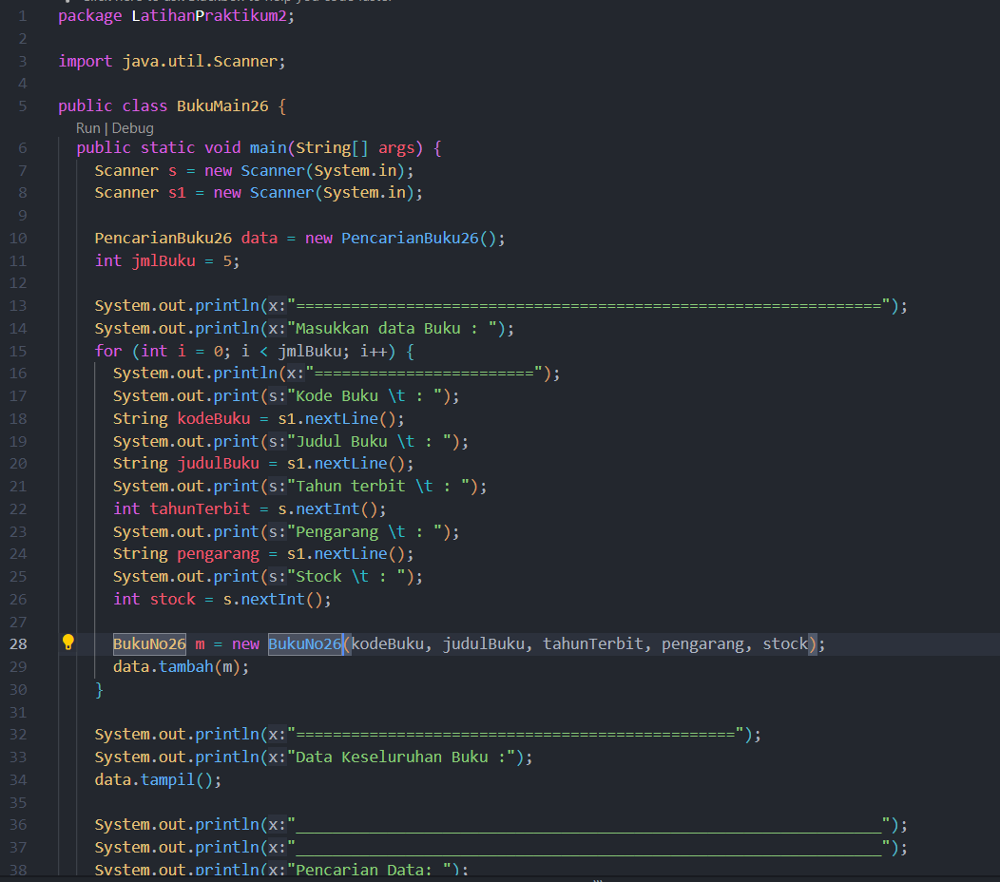 1 package LatihanPraktikum2;
2
3 import java.util.Scanner;
4
5 public class BukuMain26 {
Run | Debug
6 public static void main(String[] args) {
7 Scanner s = new Scanner(System.in);
8 Scanner s1 = new Scanner(System.in);
9
10 PencarianBuku26 data = new PencarianBuku26();
11 int jmlBuku = 5;
12
13 System.out.println(x:"================================================================");
14 System.out.println(x:"Masukkan data Buku : ");
15 for (int i = 0; i < jmlBuku; i++) {
16 System.out.println(x:"========================");
17 System.out.print(s:"Kode Buku \t : ");
18 String kodeBuku = s1.nextLine();
19 System.out.print(s:"Judul Buku \t : ");
20 String judulBuku = s1.nextLine();
21 System.out.print(s:"Tahun terbit \t : ");
22 int tahunTerbit = s.nextInt();
23 System.out.print(s:"Pengarang \t : ");
24 String pengarang = s1.nextLine();
25 System.out.print(s:"Stock \t : ");
26 int stock = s.nextInt();
27
28 BukuNo26 m = new BukuNo26(kodeBuku, judulBuku, tahunTerbit, pengarang, stock);
29 data.tambah(m);
30 }
31
32 System.out.println(x:"================================================");
33 System.out.println(x:"Data Keseluruhan Buku :");
34 data.tampil();
35
36 System.out.println(x:"________________________________________________________________");
37 System.out.println(x:"________________________________________________________________");
38 System.out.println(x:"Pencarian Data: ");